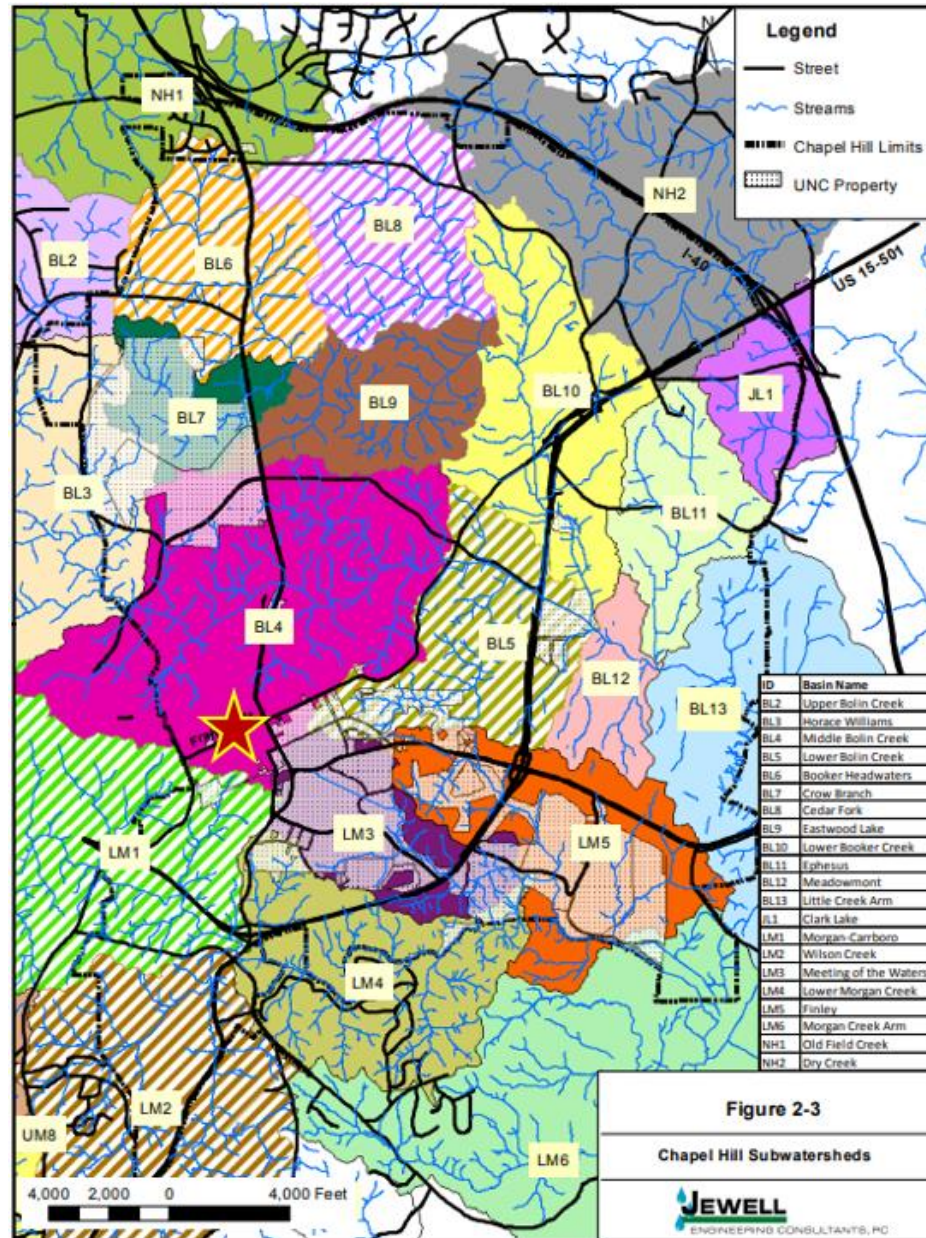 N
Legend
Street
Streams
Chapel Hill Limits
UNC Property
NH1
NH2
BL8
BL2
BL6
I-40
US 15-501
BL10
JL1
BL9
BL7
BL3
BL11
BL4
BL5
BL12
BL13
LM1
LM3
LM5
LM4
LM2
UM8
LM6
ID Basin Name
BL2 Upper Bolin Creek
BL3 Horace Williams
BL4 Middle Bolin Creek
BL5 Lower Bolin Creek
BL6 Booker Headwaters
BL7 Crow Branch
BL8 Cedar Fork
BL9 Eastwood Lake
BL10 Lower Booker Creek
BL11 Ephesus
BL12 Meadowmont
BL13 Little Creek Arm
JL1 Clark Lake
LM1 Morgan-Carrboro
LM2 Wilson Creek
LM3 Meeting of the Waters
LM4 Lower Morgan Creek
LM5 Finley
LM6 Morgan Creek Arm
NH1 Old Field Creek
NH2 Dry Creek
4,000 2,000 0 4,000 Feet
Figure 2-3
Chapel Hill Subwatersheds
JEWELL
ENGINEERING CONSULTANTS, PC